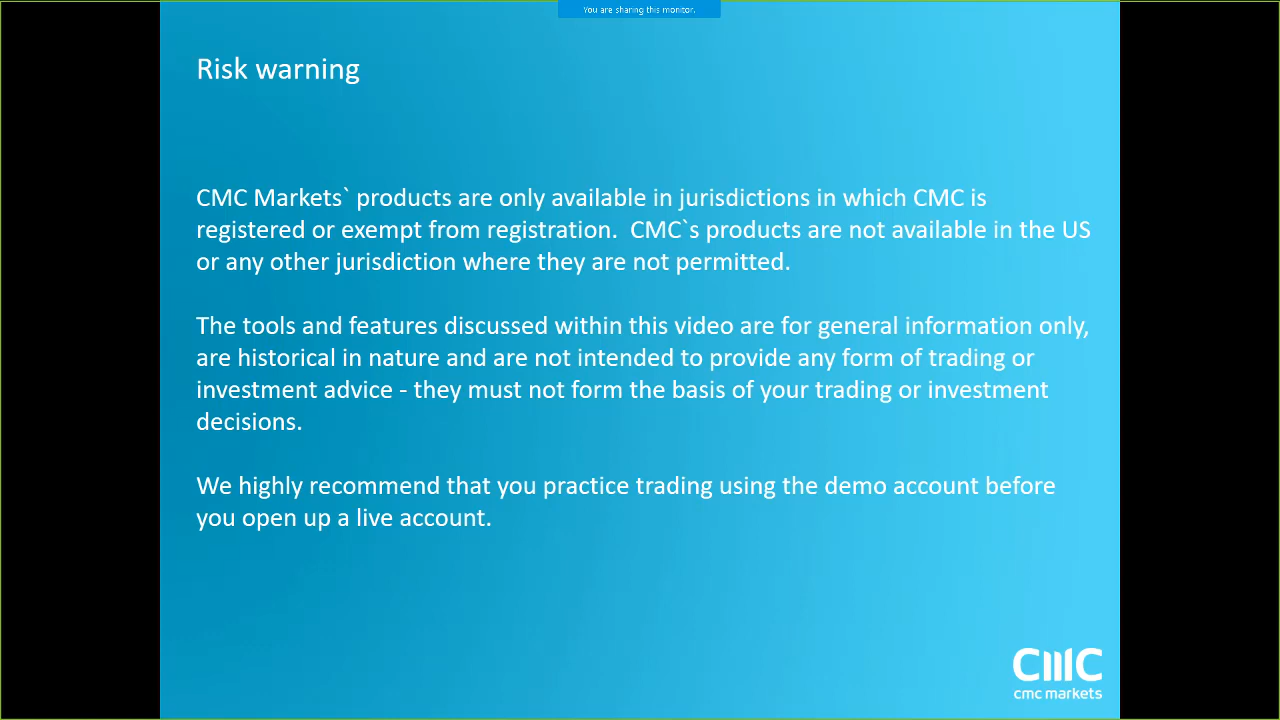 You are sharing this monitor.
Risk warning
CMC Markets` products are only available in jurisdictions in which CMC is
registered or exempt from registration.  CMC`s products are not available in the US
or any other jurisdiction where they are not permitted.
The tools and features discussed within this video are for general information only,
are historical in nature and are not intended to provide any form of trading or
investment advice - they must not form the basis of your trading or investment
decisions.
We highly recommend that you practice trading using the demo account before
you open up a live account.
CMC
cmc markets